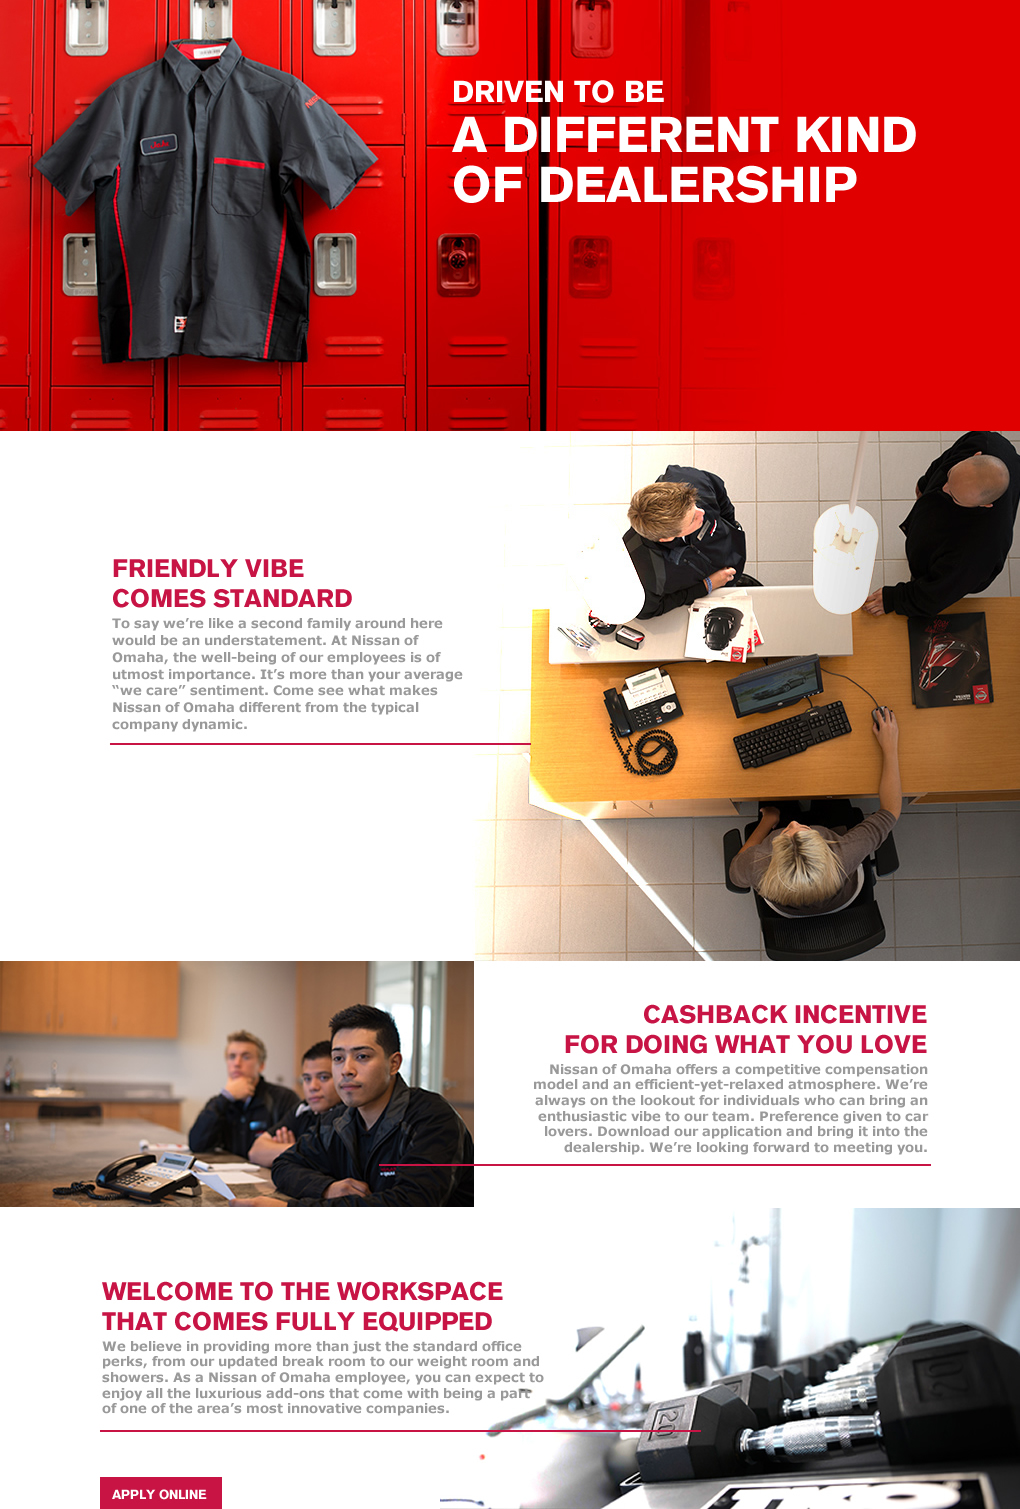 DRIVEN TO BE
A DIFFERENT KIND
OF DEALERSHIP
FRIENDLY VIBE
COMES STANDARD
To say we’re like a second family around here
would be an understatement. At Nissan of
Omaha, the well-being of our employees is of
utmost importance. It’s more than your average
“we care” sentiment. Come see what makes
Nissan of Omaha different from the typical
company dynamic.
CASHBACK INCENTIVE
FOR DOING WHAT YOU LOVE
Nissan of Omaha offers a competitive compensation
model and an efficient-yet-relaxed atmosphere. We’re
always on the lookout for individuals who can bring an
enthusiastic vibe to our team. Preference given to car
lovers. Download our application and bring it into the
dealership. We’re looking forward to meeting you.
WELCOME TO THE WORKSPACE
THAT COMES FULLY EQUIPPED
We believe in providing more than just the standard office
perks, from our updated break room to our weight room and
showers. As a Nissan of Omaha employee, you can expect to
enjoy all the luxurious add-ons that come with being a part
of one of the area’s most innovative companies.
20
20
APPLY ONLINE